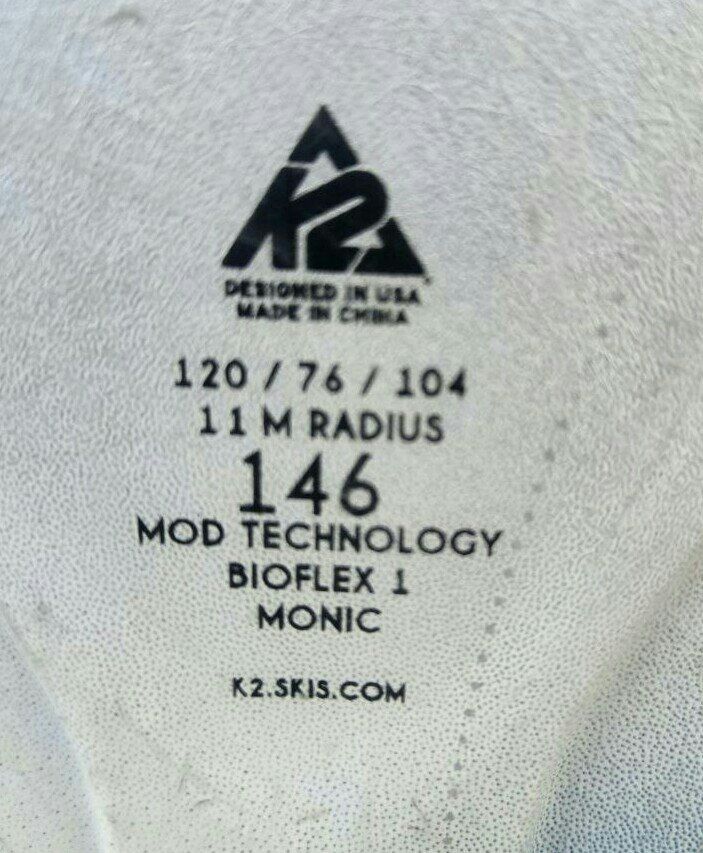 K2
DESIGNED IN USA
MADE IN CHINA
120 / 76 / 104
11 M RADIUS
146
MOD TECHNOLOGY
BIOFLEX 1
MONIC
K2.SKIS.COM